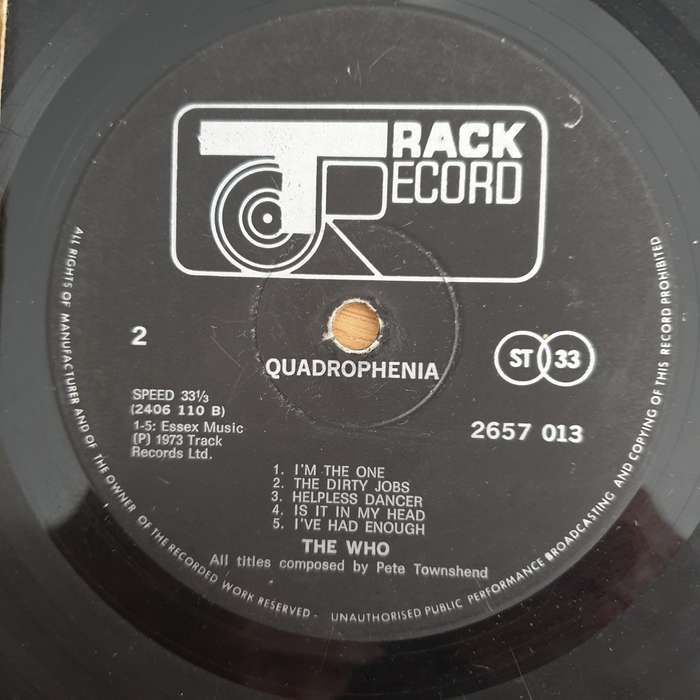 TRACK
RECORD
2
QUADROPHENIA
ST 33
SPEED 33⅓
(2406 110 B)
1-5: Essex Music
(P) 1973 Track
Records Ltd.
2657 013
1. I'M THE ONE
2. THE DIRTY JOBS
3. HELPLESS DANCER
4. IS IT IN MY HEAD
5. I'VE HAD ENOUGH
THE WHO
All titles composed by Pete Townshend
ALL RIGHTS OF MANUFACTURER AND OF THE OWNER OF THE RECORDED WORK RESERVED - UNAUTHORISED PUBLIC PERFORMANCE BROADCASTING AND COPYING OF THIS RECORD PROHIBITED